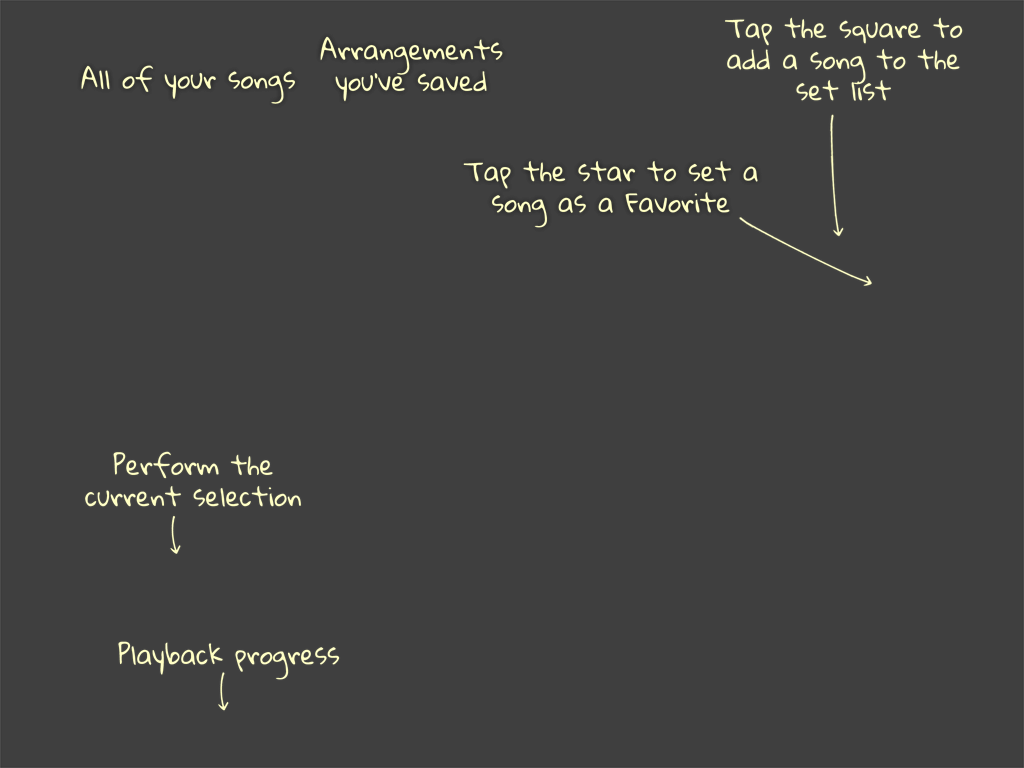 All of your songs
Arrangements
you've saved
Tap the square to
add a song to the
set list
Tap the star to set a
song as a Favorite
Perform the
current selection
Playback progress